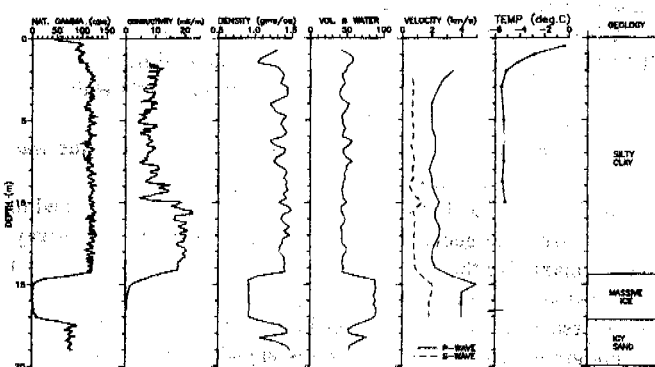 NAT. GAMMA (cps)
0 50 100 150
CONDUCTIVITY (mS/m)
0 10 20 30 40
DENSITY (gms/cc)
0.5 1.0 1.5
VOL. % WATER
0 50 100
VELOCITY (km/s)
0 2 4
TEMP (deg.C)
-6 -4 -2 0
GEOLOGY
DEPTH (m)
0
5
10
15
20
SILTY
CLAY
MASSIVE
ICE
ICY
SAND
P-WAVE
S-WAVE